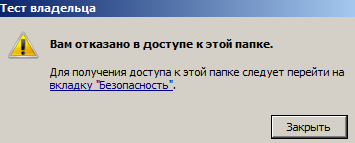 Тест владельца
Вам отказано в доступе к этой папке.
Для получения доступа к этой папке следует перейти на
вкладку "Безопасность".
Закрыть